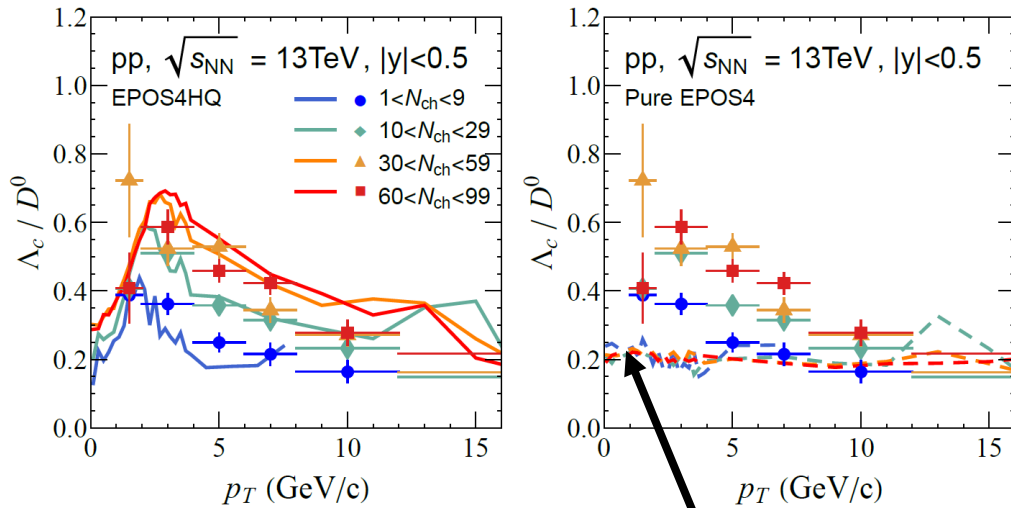 1.2
1.0
0.8
0.6
0.4
0.2
0.0
Λc / D⁰
pp, √sNN = 13TeV, |y|<0.5
EPOS4HQ
1<Nch<9
10<Nch<29
30<Nch<59
60<Nch<99
0 5 10 15
pT (GeV/c)
1.2
1.0
0.8
0.6
0.4
0.2
0.0
Λc / D⁰
pp, √sNN = 13TeV, |y|<0.5
Pure EPOS4
0 5 10 15
pT (GeV/c)